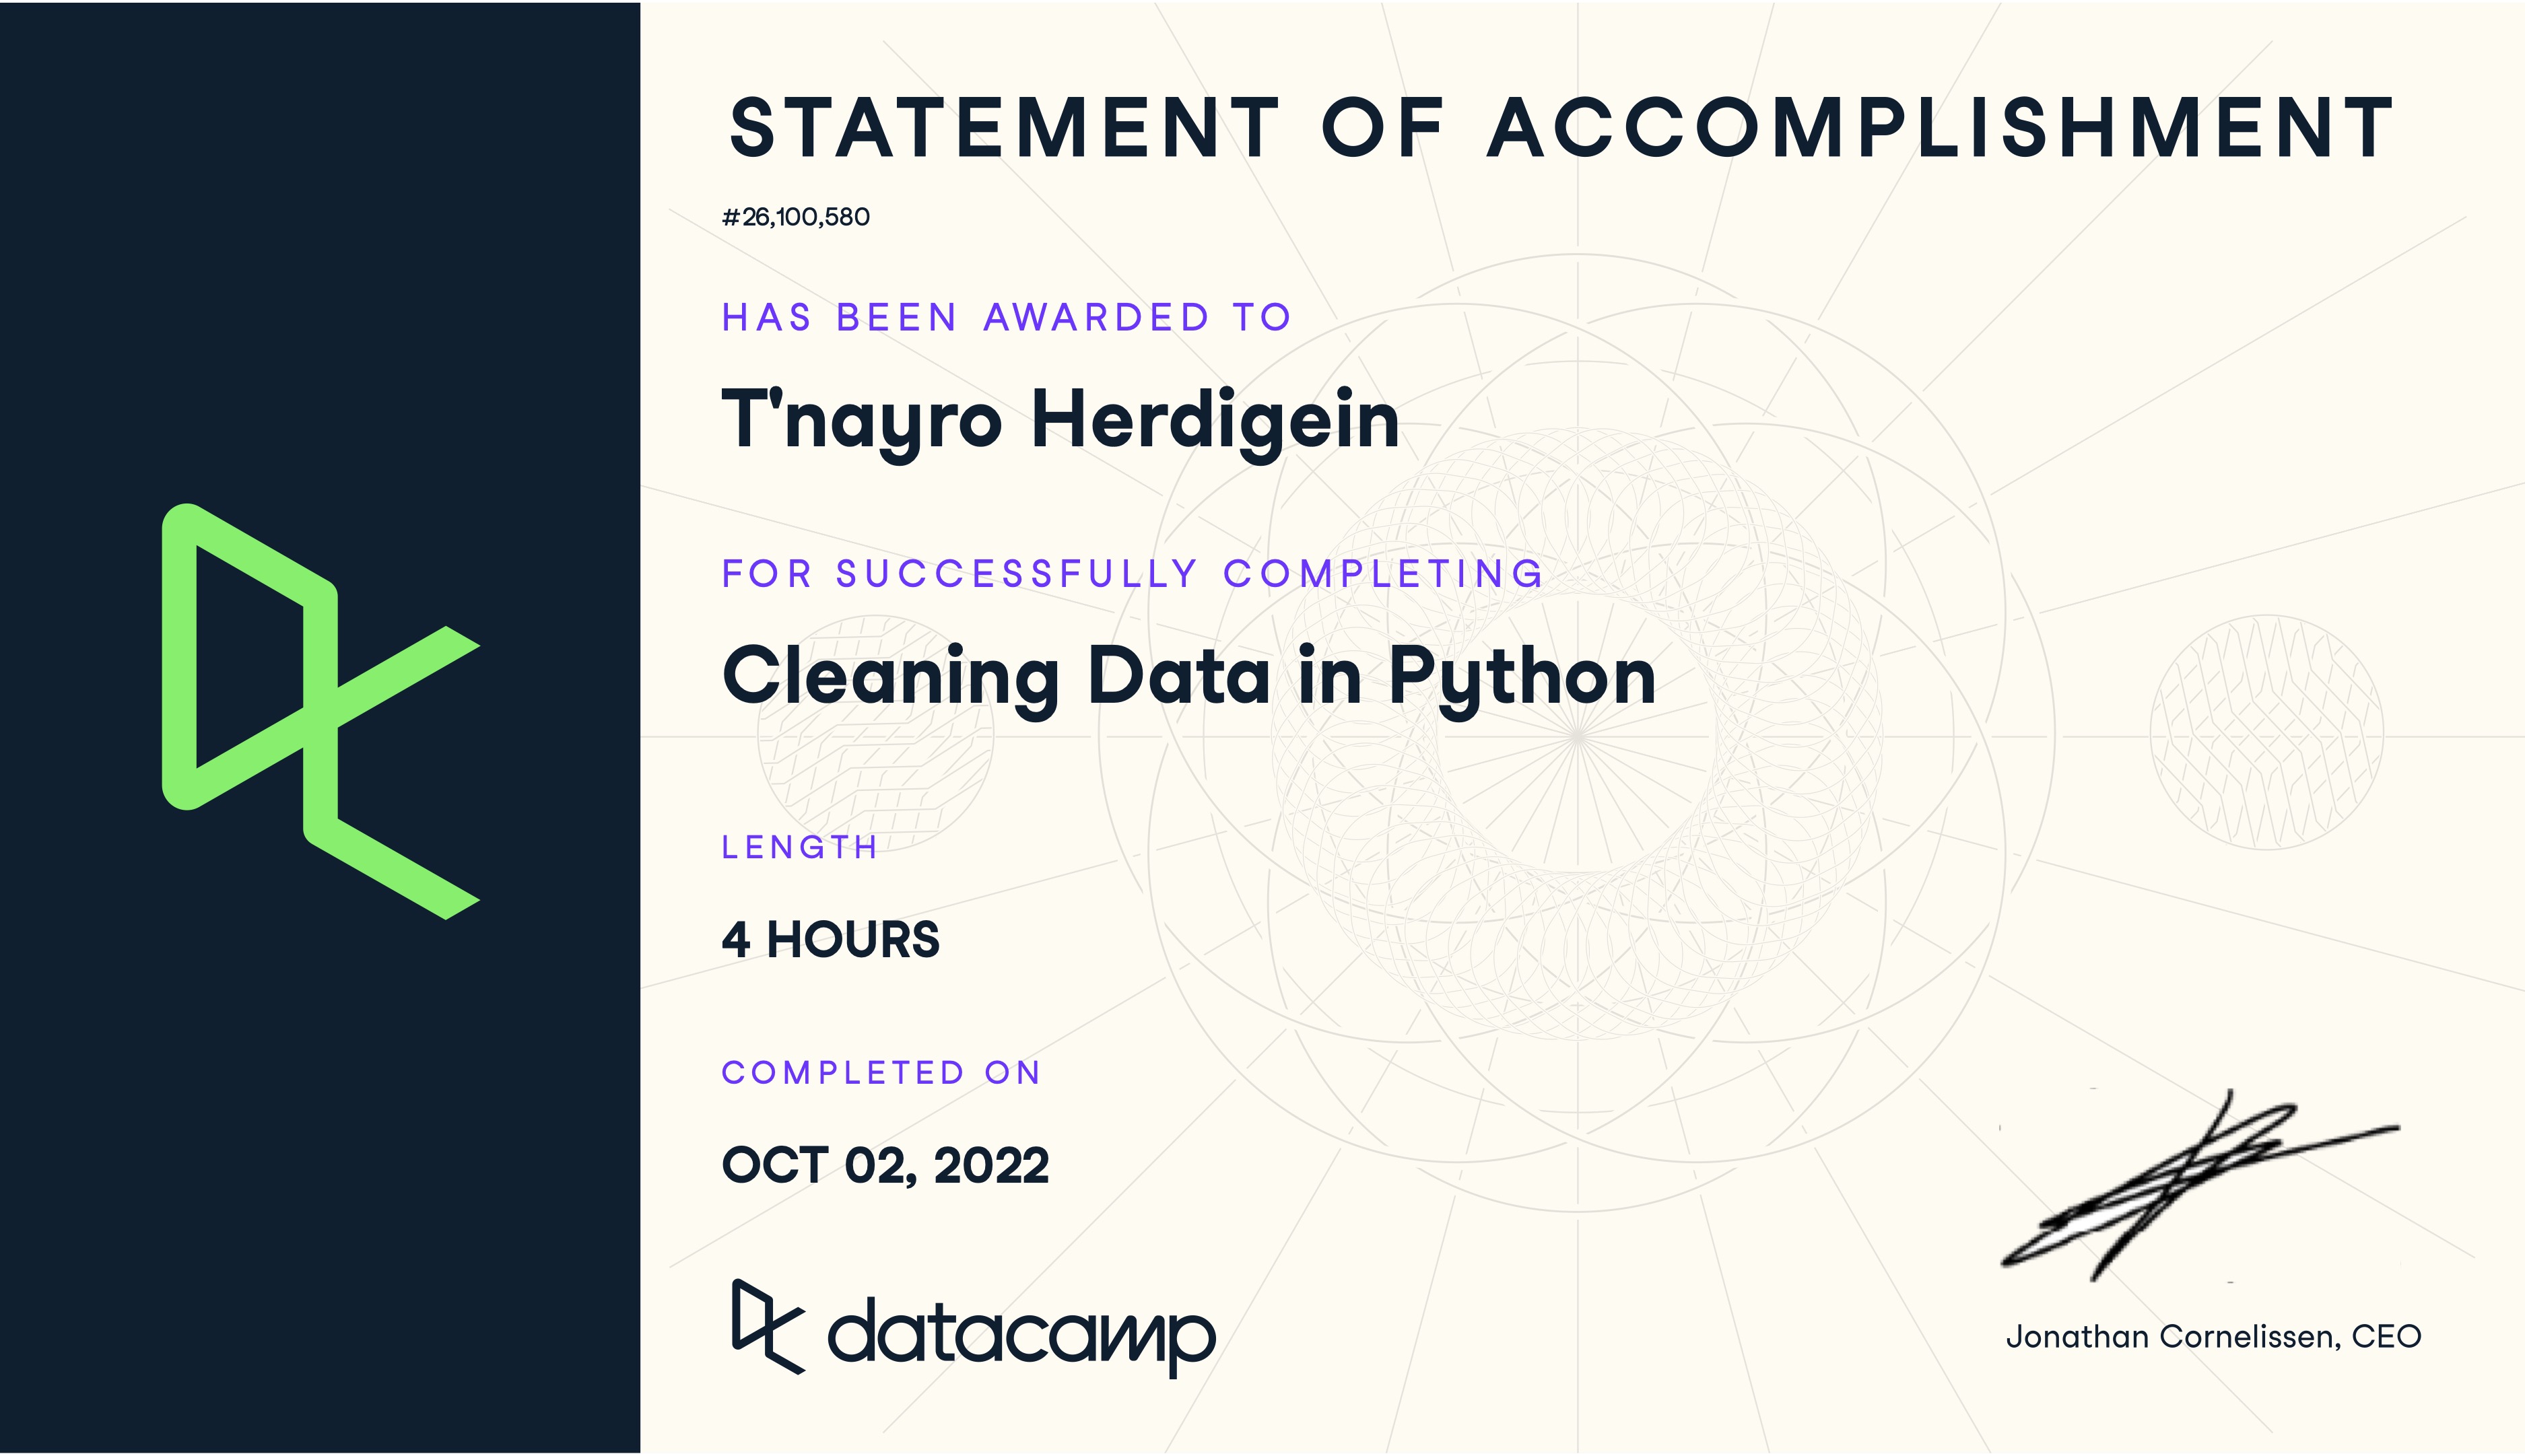 STATEMENT OF ACCOMPLISHMENT
#26,100,580
HAS BEEN AWARDED TO
T'nayro Herdigein
FOR SUCCESSFULLY COMPLETING
Cleaning Data in Python
LENGTH
4 HOURS
COMPLETED ON
OCT 02, 2022
datacamp
Jonathan Cornelissen, CEO